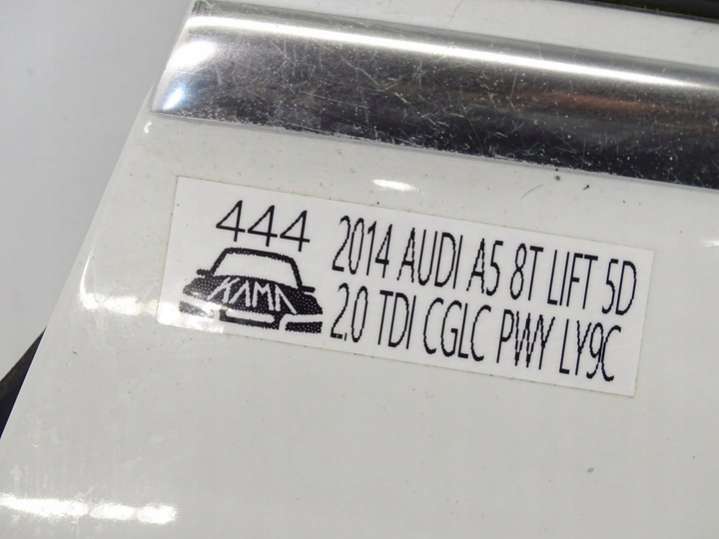 444
KAMA
2014 AUDI A5 8T LIFT 5D
2.0 TDI CGLC PWY LY9C